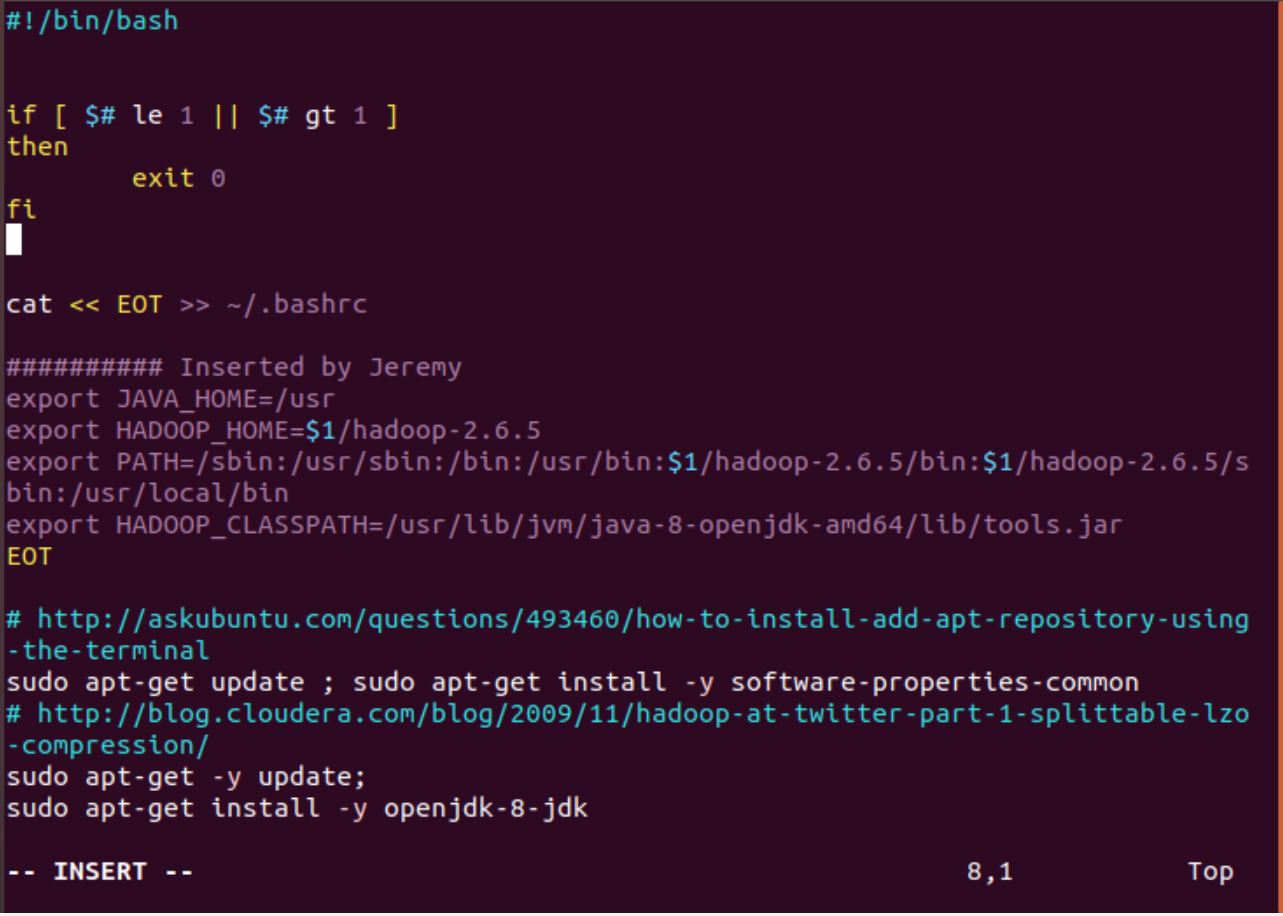 #!/bin/bash
if [ $# le 1 || $# gt 1 ]
then
        exit 0
fi
cat << EOT >> ~/.bashrc
########## Inserted by Jeremy
export JAVA_HOME=/usr
export HADOOP_HOME=$1/hadoop-2.6.5
export PATH=/sbin:/usr/sbin:/bin:/usr/bin:$1/hadoop-2.6.5/bin:$1/hadoop-2.6.5/s
bin:/usr/local/bin
export HADOOP_CLASSPATH=/usr/lib/jvm/java-8-openjdk-amd64/lib/tools.jar
EOT
# http://askubuntu.com/questions/493460/how-to-install-add-apt-repository-using
-the-terminal
sudo apt-get update ; sudo apt-get install -y software-properties-common
# http://blog.cloudera.com/blog/2009/11/hadoop-at-twitter-part-1-splittable-lzo
-compression/
sudo apt-get -y update;
sudo apt-get install -y openjdk-8-jdk
-- INSERT -- 8,1 Top